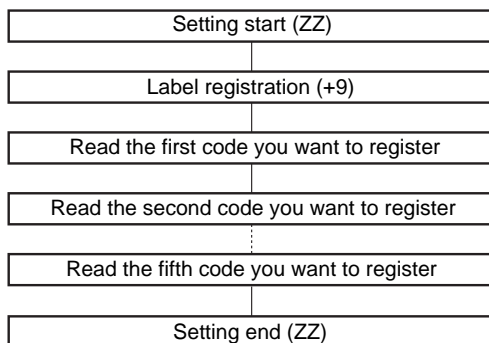 Setting start (ZZ)
Label registration (+9)
Read the first code you want to register
Read the second code you want to register
Read the fifth code you want to register
Setting end (ZZ)